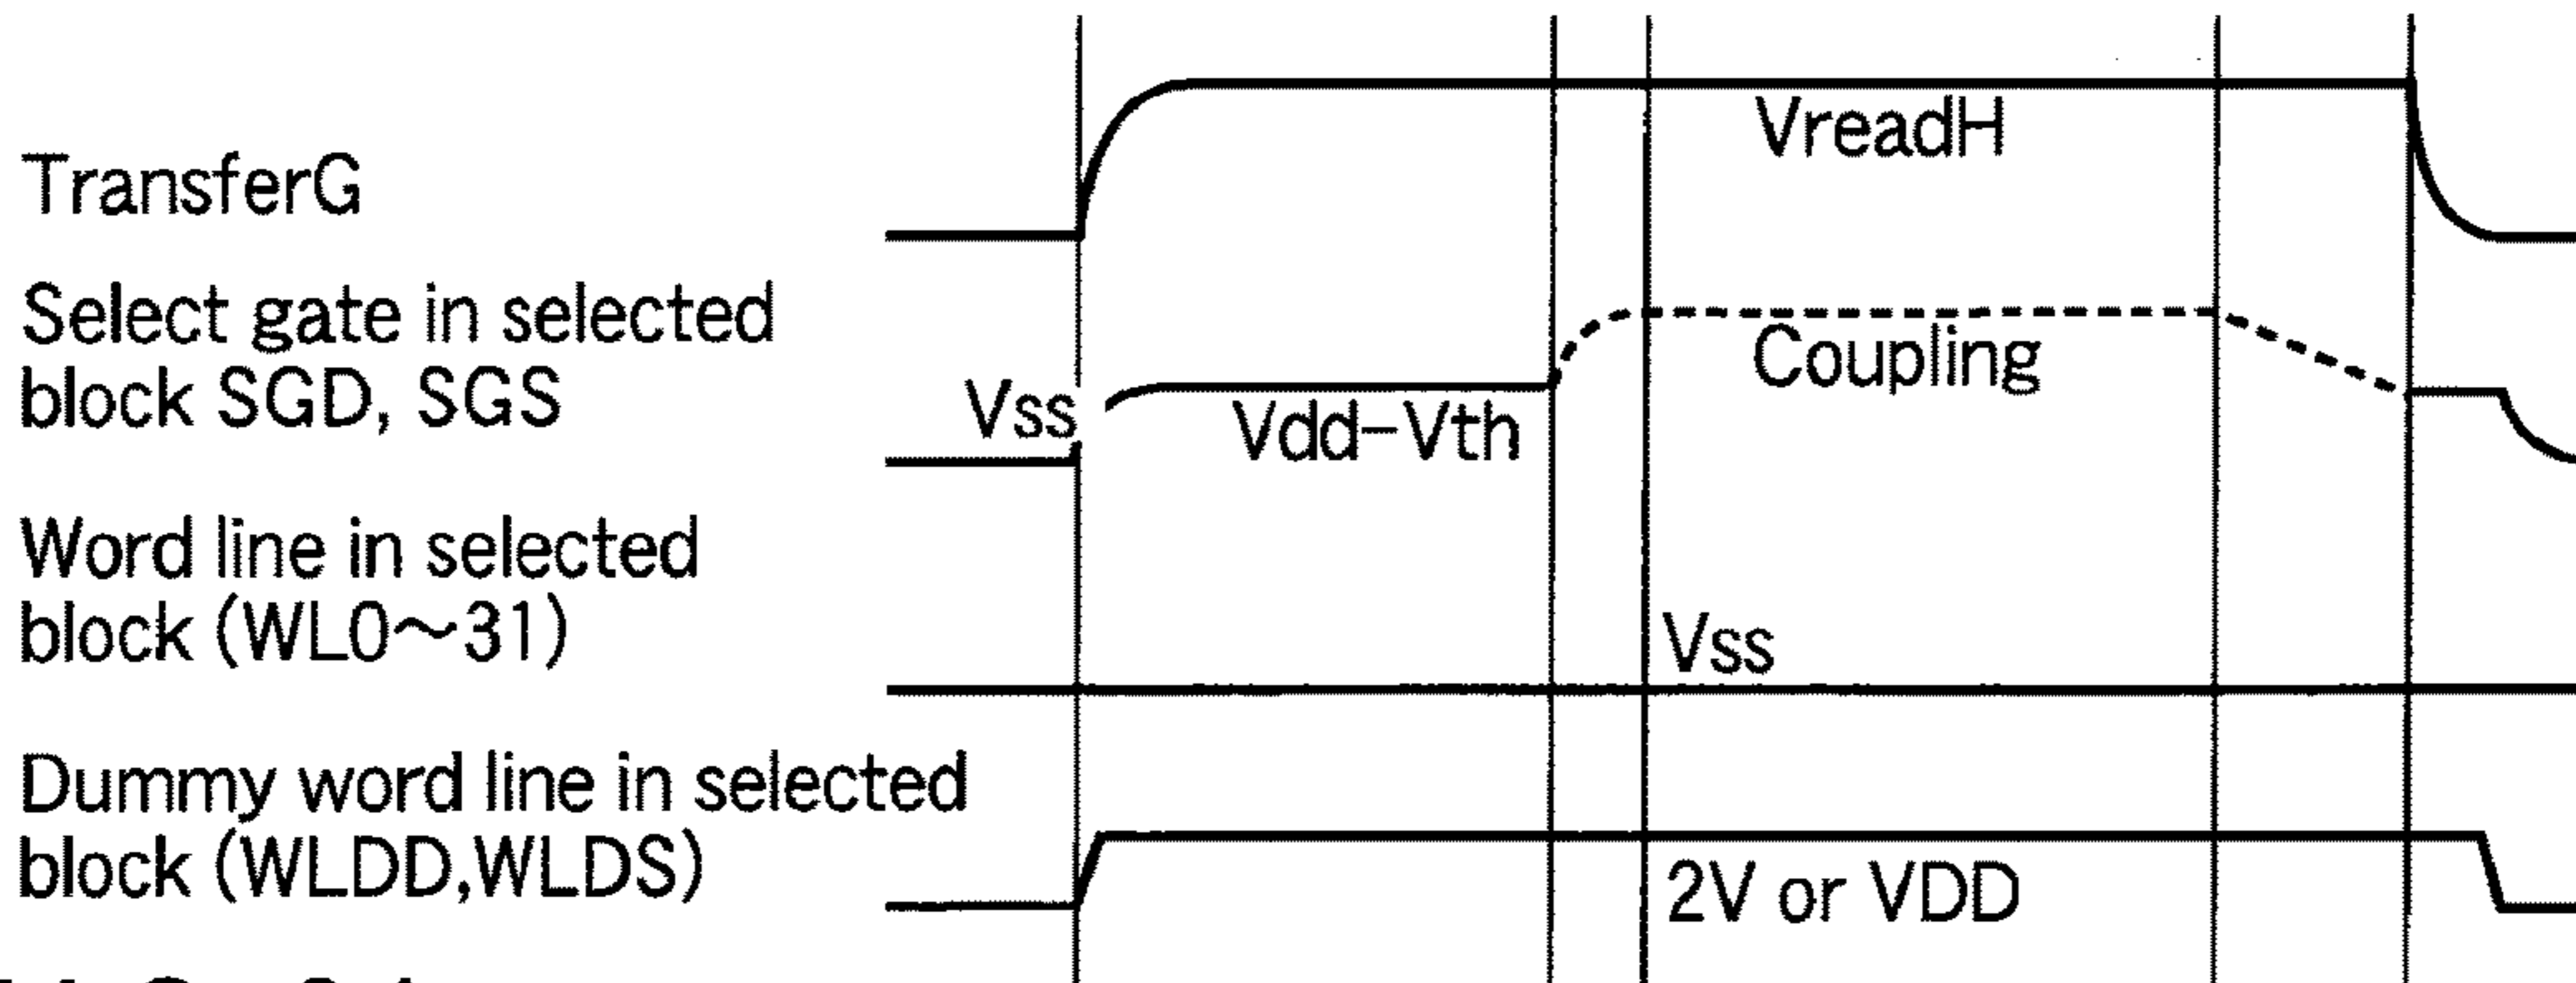 TransferG
VreadH
Select gate in selected
block SGD, SGS
Vss
Vdd-Vth
Coupling
Word line in selected
block (WL0～31)
Vss
Dummy word line in selected
block (WLDD,WLDS)
2V or VDD